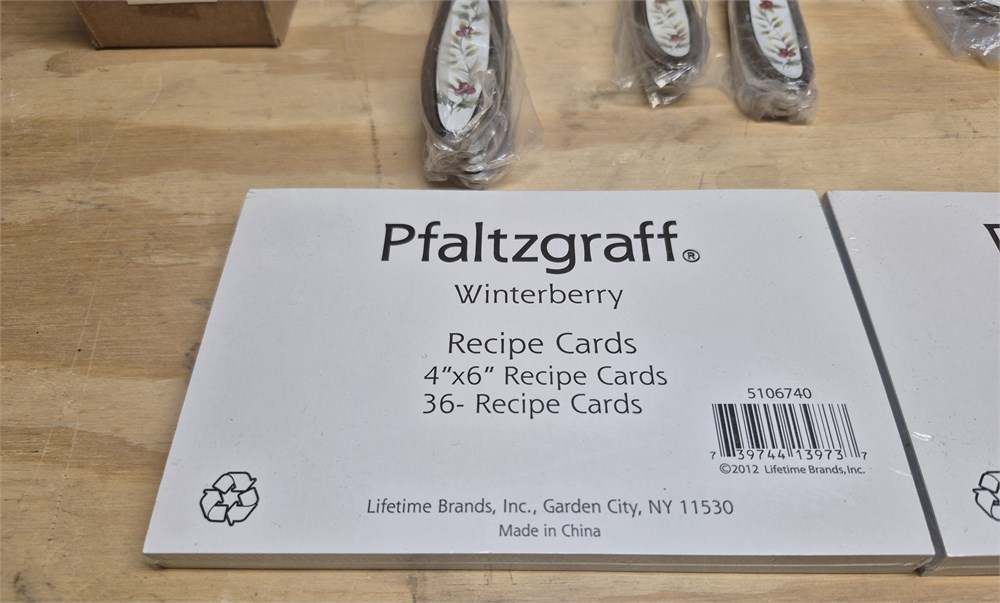 Pfaltzgraff®
Winterberry
Recipe Cards
4"x6" Recipe Cards
36- Recipe Cards
5106740
7 39744 13973 7
©2012 Lifetime Brands, Inc.
Lifetime Brands, Inc., Garden City, NY 11530
Made in China